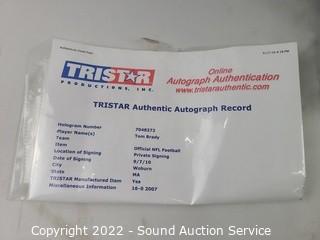 TRISTAR
PRODUCTIONS, INC.
Online
Autograph Authentication
www.tristarauthentic.com
TRISTAR Authentic Autograph Record
Hologram Number 7048372
Player Name(s) Tom Brady
Team
Item Official NFL Football
Location of Signing Private Signing
Date of Signing 9/7/10
City Woburn
State MA
TRISTAR Manufactured Item Yes
Miscellaneous Information 16-0 2007
Copyright 2022 - Sound Auction Service